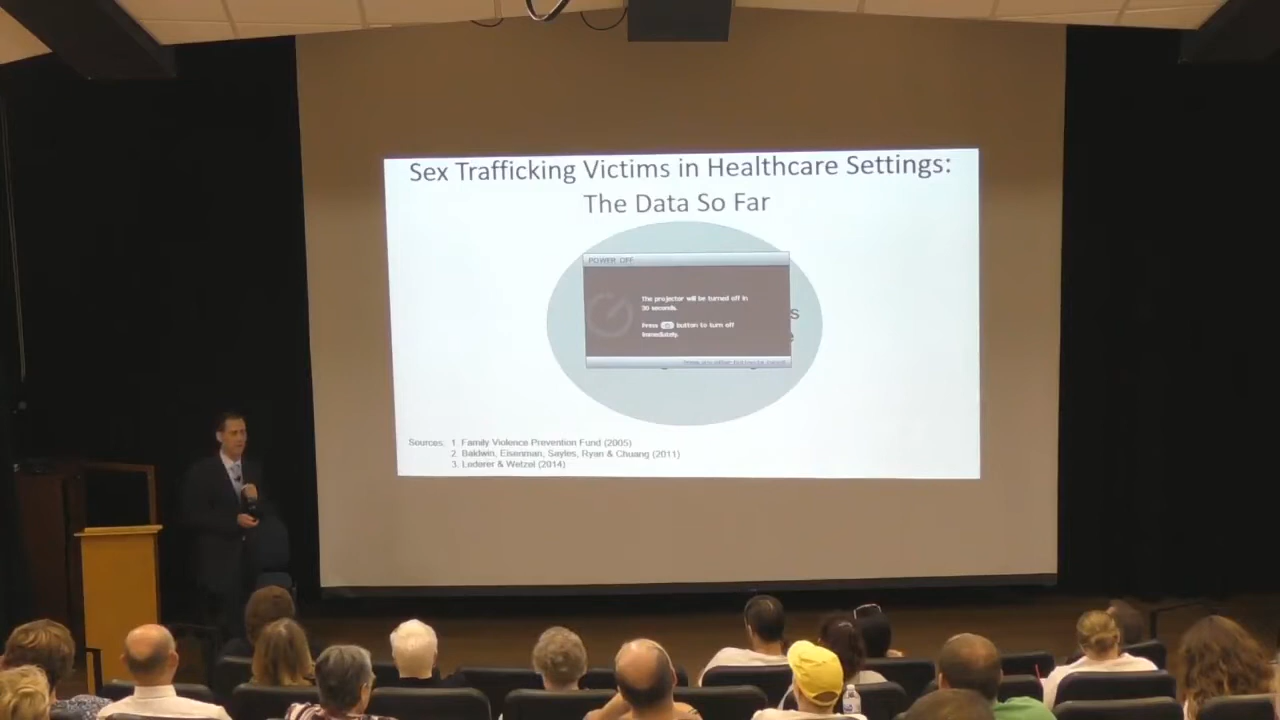 Sex Trafficking Victims in Healthcare Settings:
The Data So Far
POWER OFF
The projector will be turned off in
30 seconds.
Press button to turn off
immediately.
s
Sources: 1. Family Violence Prevention Fund (2005)
2. Baldwin, Eisenman, Sayles, Ryan & Chuang (2011)
3. Lederer & Wetzel (2014)